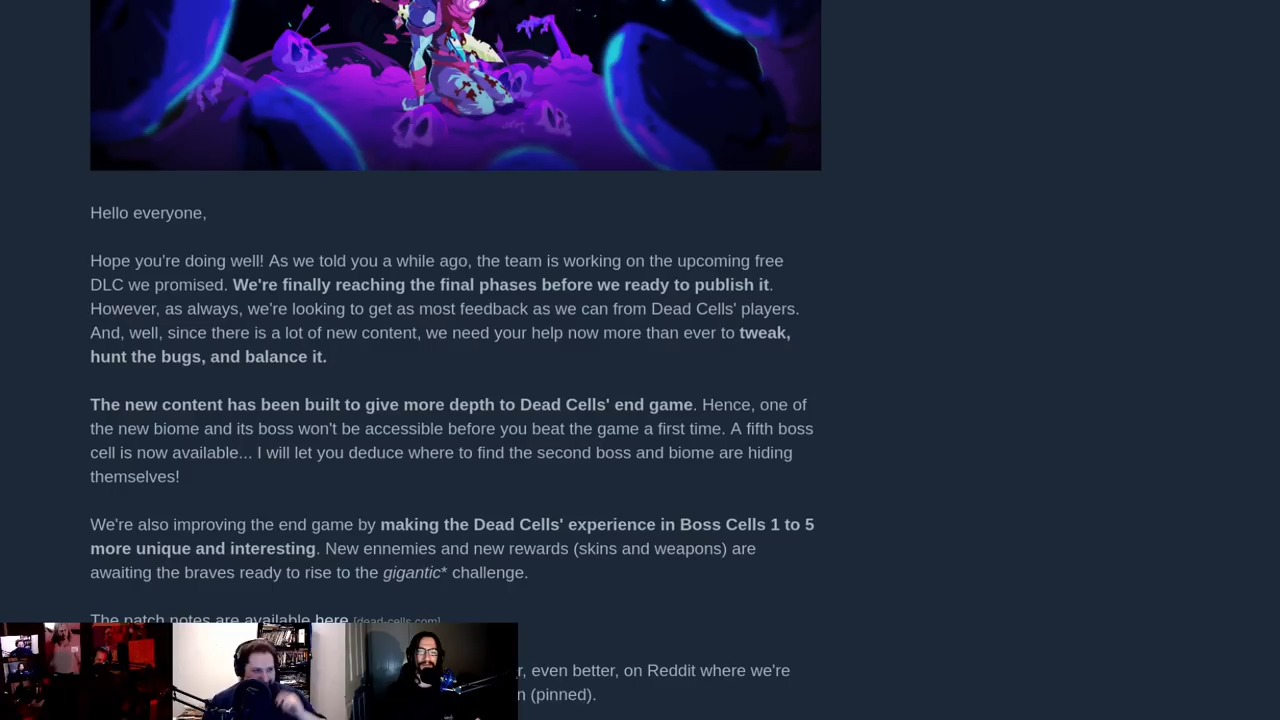 Hello everyone,
Hope you're doing well! As we told you a while ago, the team is working on the upcoming free
DLC we promised. We're finally reaching the final phases before we ready to publish it.
However, as always, we're looking to get as most feedback as we can from Dead Cells' players.
And, well, since there is a lot of new content, we need your help now more than ever to tweak,
hunt the bugs, and balance it.
The new content has been built to give more depth to Dead Cells' end game. Hence, one of
the new biome and its boss won't be accessible before you beat the game a first time. A fifth boss
cell is now available... I will let you deduce where to find the second boss and biome are hiding
themselves!
We're also improving the end game by making the Dead Cells' experience in Boss Cells 1 to 5
more unique and interesting. New ennemies and new rewards (skins and weapons) are
awaiting the braves ready to rise to the gigantic* challenge.
The patch notes are available here [dead-cells.com]
, even better, on Reddit where we're
(pinned).